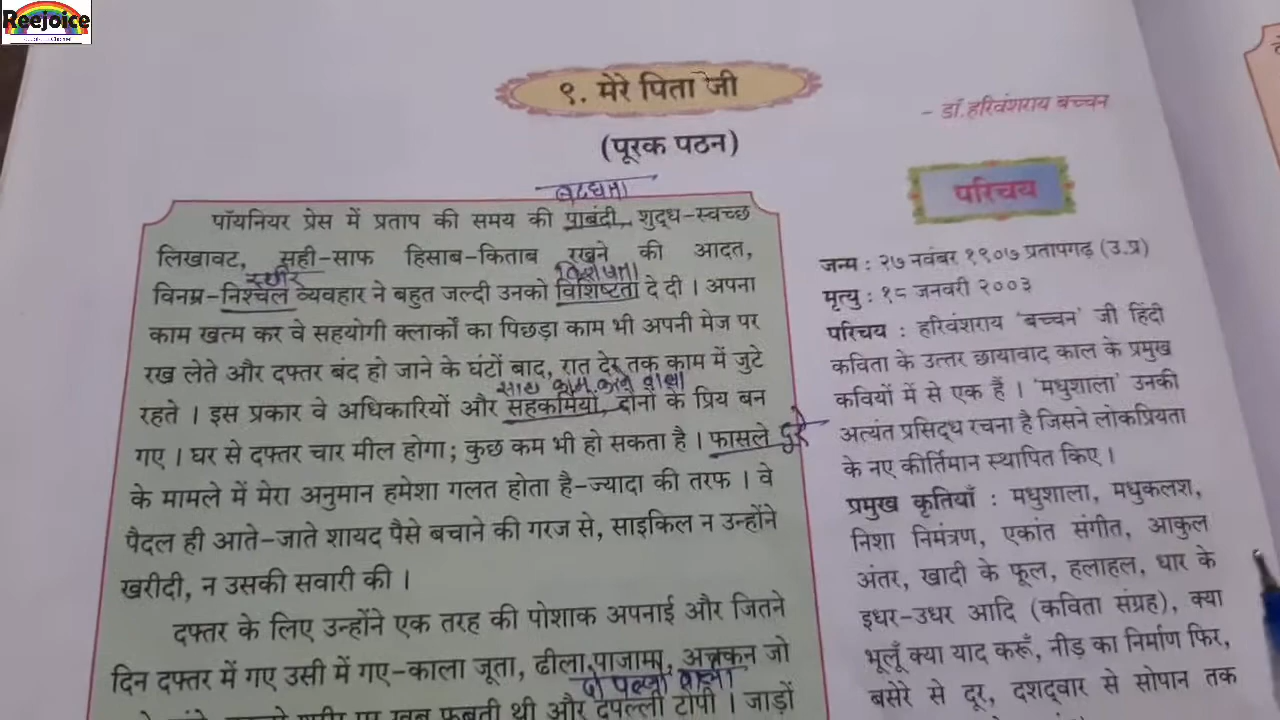 Reejoice
९. मेरे पिता जी
- डॉ.हरिवंशराय बच्चन
(पूरक पठन)
बद्धता
पॉयनियर प्रेस में प्रताप की समय की पाबंदी, शुद्ध-स्वच्छ
लिखावट, सही-साफ हिसाब-किताब रखने की आदत,
स्थीर विशेषता
विनम्र-निश्चल व्यवहार ने बहुत जल्दी उनको विशिष्टता दे दी । अपना
काम खत्म कर वे सहयोगी क्लार्कों का पिछड़ा काम भी अपनी मेज पर
रख लेते और दफ्तर बंद हो जाने के घंटों बाद, रात देर तक काम में जुटे
साथ काम करने वाला
रहते । इस प्रकार वे अधिकारियों और सहकर्मियों, दोनों के प्रिय बन
गए । घर से दफ्तर चार मील होगा; कुछ कम भी हो सकता है । फासले
के मामले में मेरा अनुमान हमेशा गलत होता है-ज्यादा की तरफ । वे
पैदल ही आते-जाते शायद पैसे बचाने की गरज से, साइकिल न उन्होंने
खरीदी, न उसकी सवारी की ।
दफ्तर के लिए उन्होंने एक तरह की पोशाक अपनाई और जितने
दिन दफ्तर में गए उसी में गए-काला जूता, ढीला पाजामा, अचकन जो
दो पल्लों वाला
खूब फबती थी और दुपल्ली टोपी । जाड़ों
परिचय
जन्म : २७ नवंबर १९०७ प्रतापगढ़ (उ.प्र)
मृत्यु : १८ जनवरी २००३
परिचय : हरिवंशराय ‘बच्चन’ जी हिंदी
कविता के उत्तर छायावाद काल के प्रमुख
कवियों में से एक हैं । ‘मधुशाला’ उनकी
अत्यंत प्रसिद्ध रचना है जिसने लोकप्रियता
के नए कीर्तिमान स्थापित किए ।
प्रमुख कृतियाँ : मधुशाला, मधुकलश,
निशा निमंत्रण, एकांत संगीत, आकुल
अंतर, खादी के फूल, हलाहल, धार के
इधर-उधर आदि (कविता संग्रह), क्या
भूलूँ क्या याद करूँ, नीड़ का निर्माण फिर,
बसेरे से दूर, दशद्वार से सोपान तक